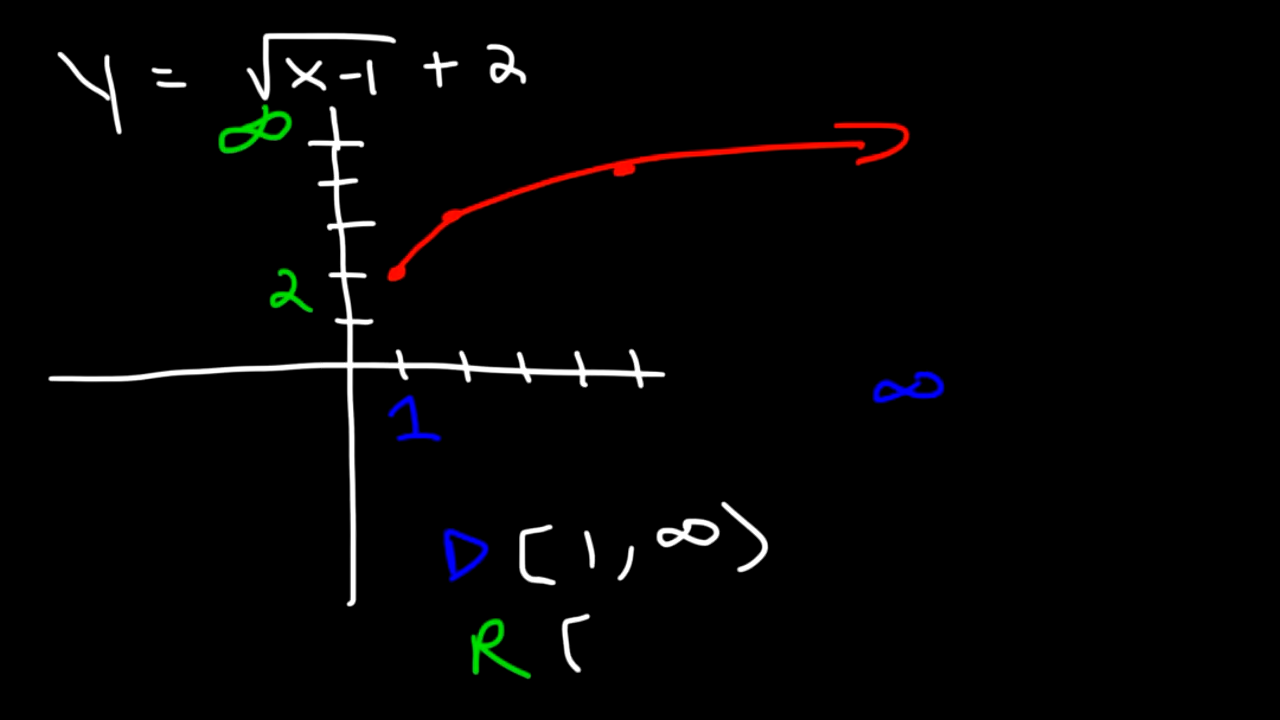 y = √x-1 + 2
∞
2
1
∞
D [1, ∞)
R [